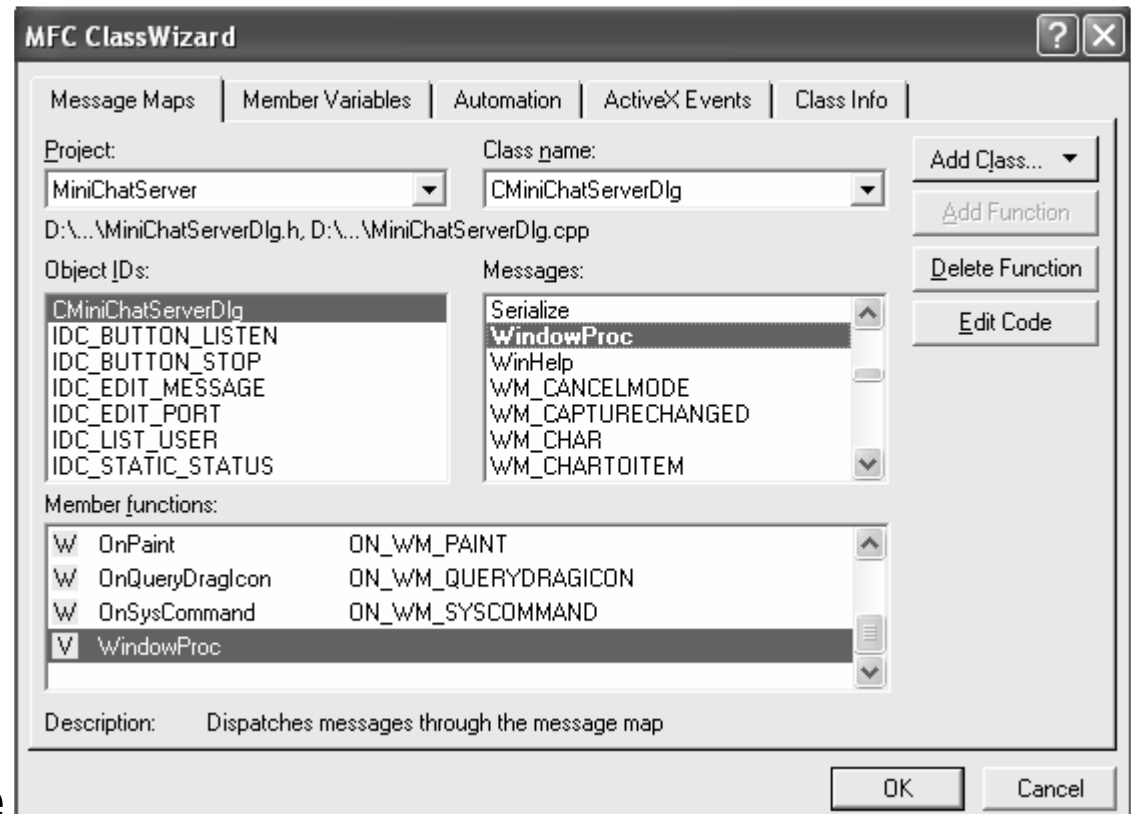 MFC ClassWizard
Message Maps Member Variables Automation ActiveX Events Class Info
Project: Class name:
Add Class...
MiniChatServer CMiniChatServerDlg
Add Function
D:\...\MiniChatServerDlg.h, D:\...\MiniChatServerDlg.cpp
Object IDs: Messages:
Delete Function
CMiniChatServerDlg Serialize
IDC_BUTTON_LISTEN WindowProc
Edit Code
IDC_BUTTON_STOP WinHelp
IDC_EDIT_MESSAGE WM_CANCELMODE
IDC_EDIT_PORT WM_CAPTURECHANGED
IDC_LIST_USER WM_CHAR
IDC_STATIC_STATUS WM_CHARTOITEM
Member functions:
W OnPaint ON_WM_PAINT
W OnQueryDragIcon ON_WM_QUERYDRAGICON
W OnSysCommand ON_WM_SYSCOMMAND
V WindowProc
Description: Dispatches messages through the message map
OK Cancel